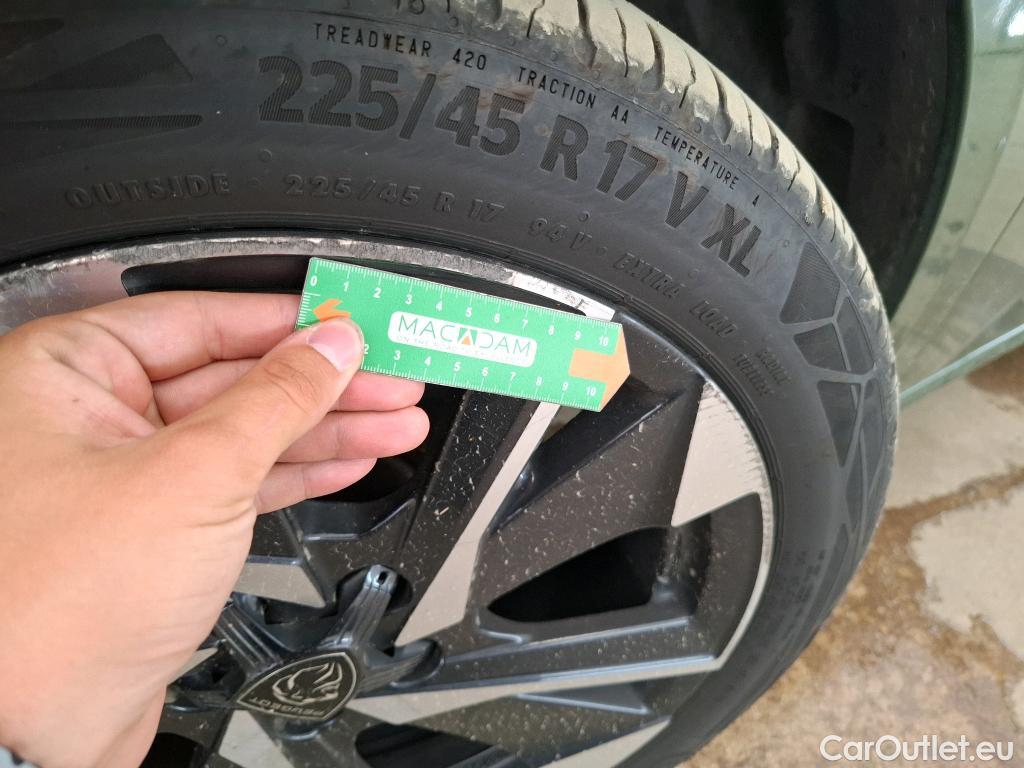 TREADWEAR 420 TRACTION AA TEMPERATURE A
225/45 R 17 V XL
OUTSIDE · 225/45 R 17 94 V · EXTRA LOAD
0 1 2 3 4 5 6 7 8 9 10
MACADAM
2 3 4 5 6 7 8 9 10
PEUGEOT
CarOutlet.eu